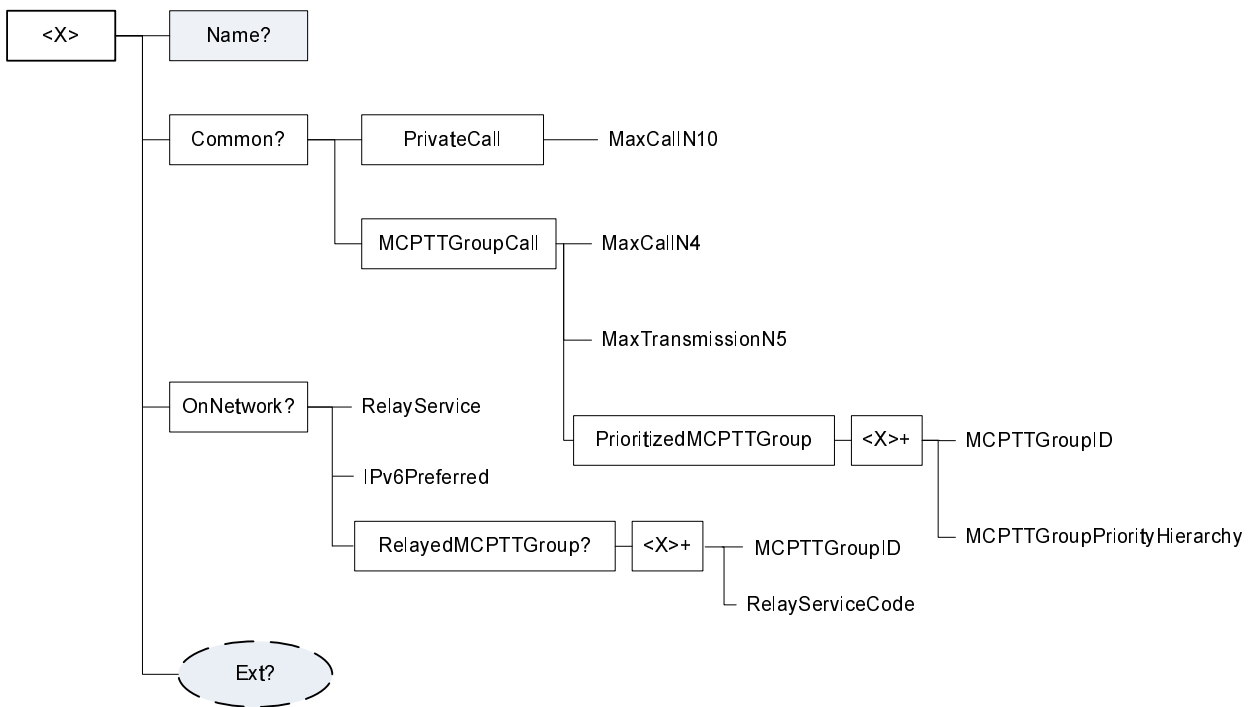 <X>
Name?
Common?
PrivateCall
MaxCallN10
MCPTTGroupCall
MaxCallN4
MaxTransmissionN5
OnNetwork?
RelayService
PrioritizedMCPTTGroup
<X>+
MCPTTGroupID
IPv6Preferred
MCPTTGroupPriorityHierarchy
RelayedMCPTTGroup?
<X>+
MCPTTGroupID
RelayServiceCode
Ext?